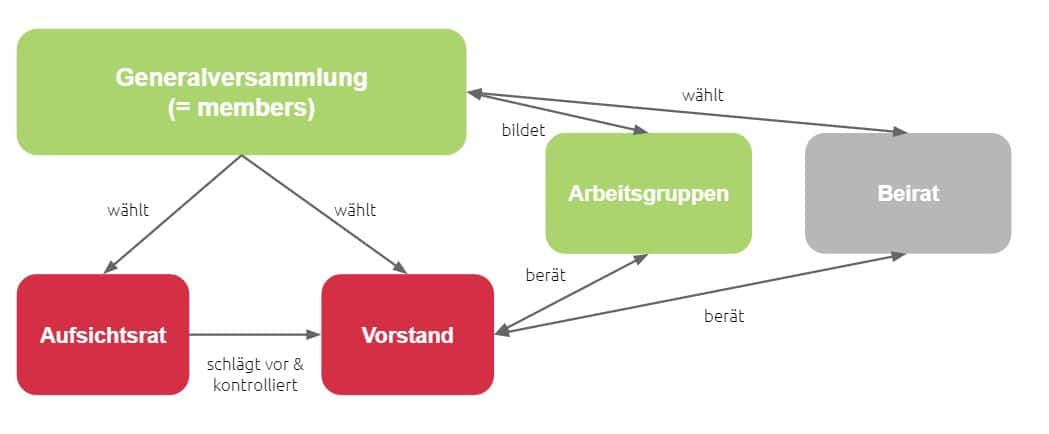 Generalversammlung
(= members)
wählt
bildet
Arbeitsgruppen
Beirat
wählt
wählt
berät
berät
Aufsichtsrat
Vorstand
schlägt vor &
kontrolliert